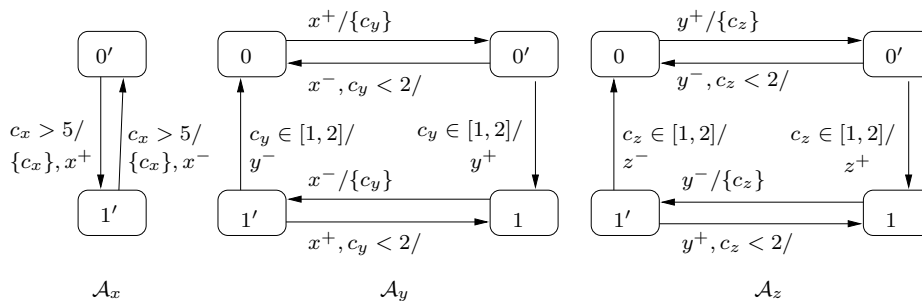 0′
c_x > 5/
{c_x}, x⁺
c_x > 5/
{c_x}, x⁻
1′
𝒜_x
x⁺/{c_y}
0
0′
x⁻, c_y < 2/
c_y ∈ [1, 2]/
y⁻
c_y ∈ [1, 2]/
y⁺
x⁻/{c_y}
1′
1
x⁺, c_y < 2/
𝒜_y
y⁺/{c_z}
0
0′
y⁻, c_z < 2/
c_z ∈ [1, 2]/
z⁻
c_z ∈ [1, 2]/
z⁺
y⁻/{c_z}
1′
1
y⁺, c_z < 2/
𝒜_z